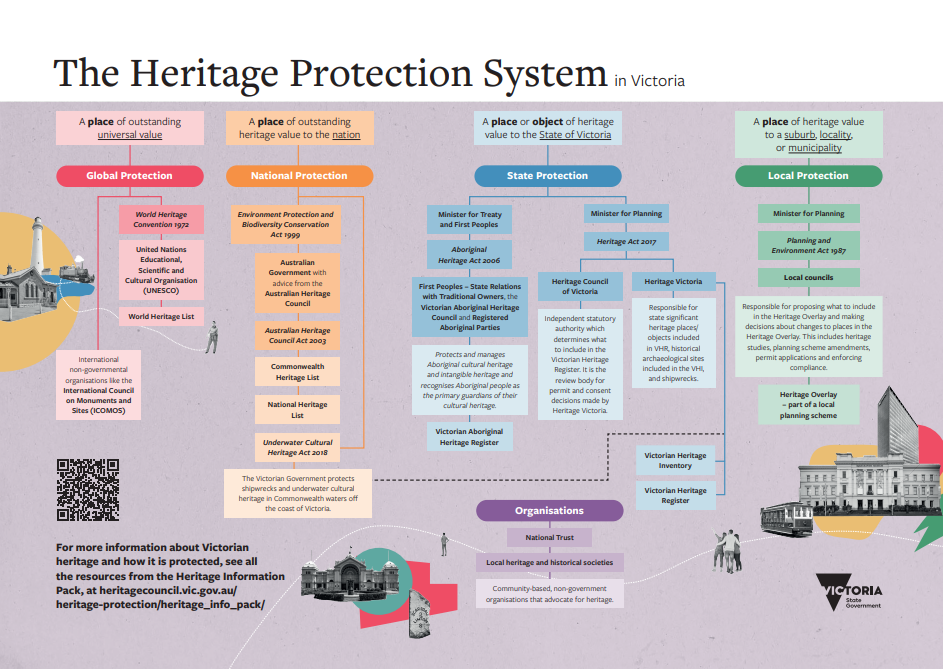 The Heritage Protection System in Victoria
A place of outstanding
universal value
Global Protection
World Heritage
Convention 1972
United Nations
Educational,
Scientific and
Cultural Organisation
(UNESCO)
World Heritage List
International
non-governmental
organisations like the
International Council
on Monuments and
Sites (ICOMOS)
A place of outstanding
heritage value to the nation
National Protection
Environment Protection and
Biodiversity Conservation
Act 1999
Australian
Government with
advice from the
Australian Heritage
Council
Australian Heritage
Council Act 2003
Commonwealth
Heritage List
National Heritage
List
Underwater Cultural
Heritage Act 2018
The Victorian Government protects
shipwrecks and underwater cultural
heritage in Commonwealth waters off
the coast of Victoria.
A place or object of heritage
value to the State of Victoria
State Protection
Minister for Treaty
and First Peoples
Aboriginal
Heritage Act 2006
First Peoples – State Relations
with Traditional Owners, the
Victorian Aboriginal Heritage
Council and Registered
Aboriginal Parties
Protects and manages
Aboriginal cultural heritage
and intangible heritage and
recognises Aboriginal people as
the primary guardians of their
cultural heritage.
Victorian Aboriginal
Heritage Register
Minister for Planning
Heritage Act 2017
Heritage Council
of Victoria
Independent statutory
authority which
determines what
to include in the
Victorian Heritage
Register. It is the
review body for
permit and consent
decisions made by
Heritage Victoria.
Heritage Victoria
Responsible for
state significant
heritage places/
objects included
in VHR, historical
archaeological sites
included in the VHI,
and shipwrecks.
Victorian Heritage
Inventory
Victorian Heritage
Register
A place of heritage value
to a suburb, locality,
or municipality
Local Protection
Minister for Planning
Planning and
Environment Act 1987
Local councils
Responsible for proposing what to include
in the Heritage Overlay and making
decisions about changes to places in the
Heritage Overlay. This includes heritage
studies, planning scheme amendments,
permit applications and enforcing
compliance.
Heritage Overlay
– part of a local
planning scheme
Organisations
National Trust
Local heritage and historical societies
Community-based, non-government
organisations that advocate for heritage.
For more information about Victorian
heritage and how it is protected, see all
the resources from the Heritage Information
Pack, at heritagecouncil.vic.gov.au/
heritage-protection/heritage_info_pack/
VICTORIA
State
Government